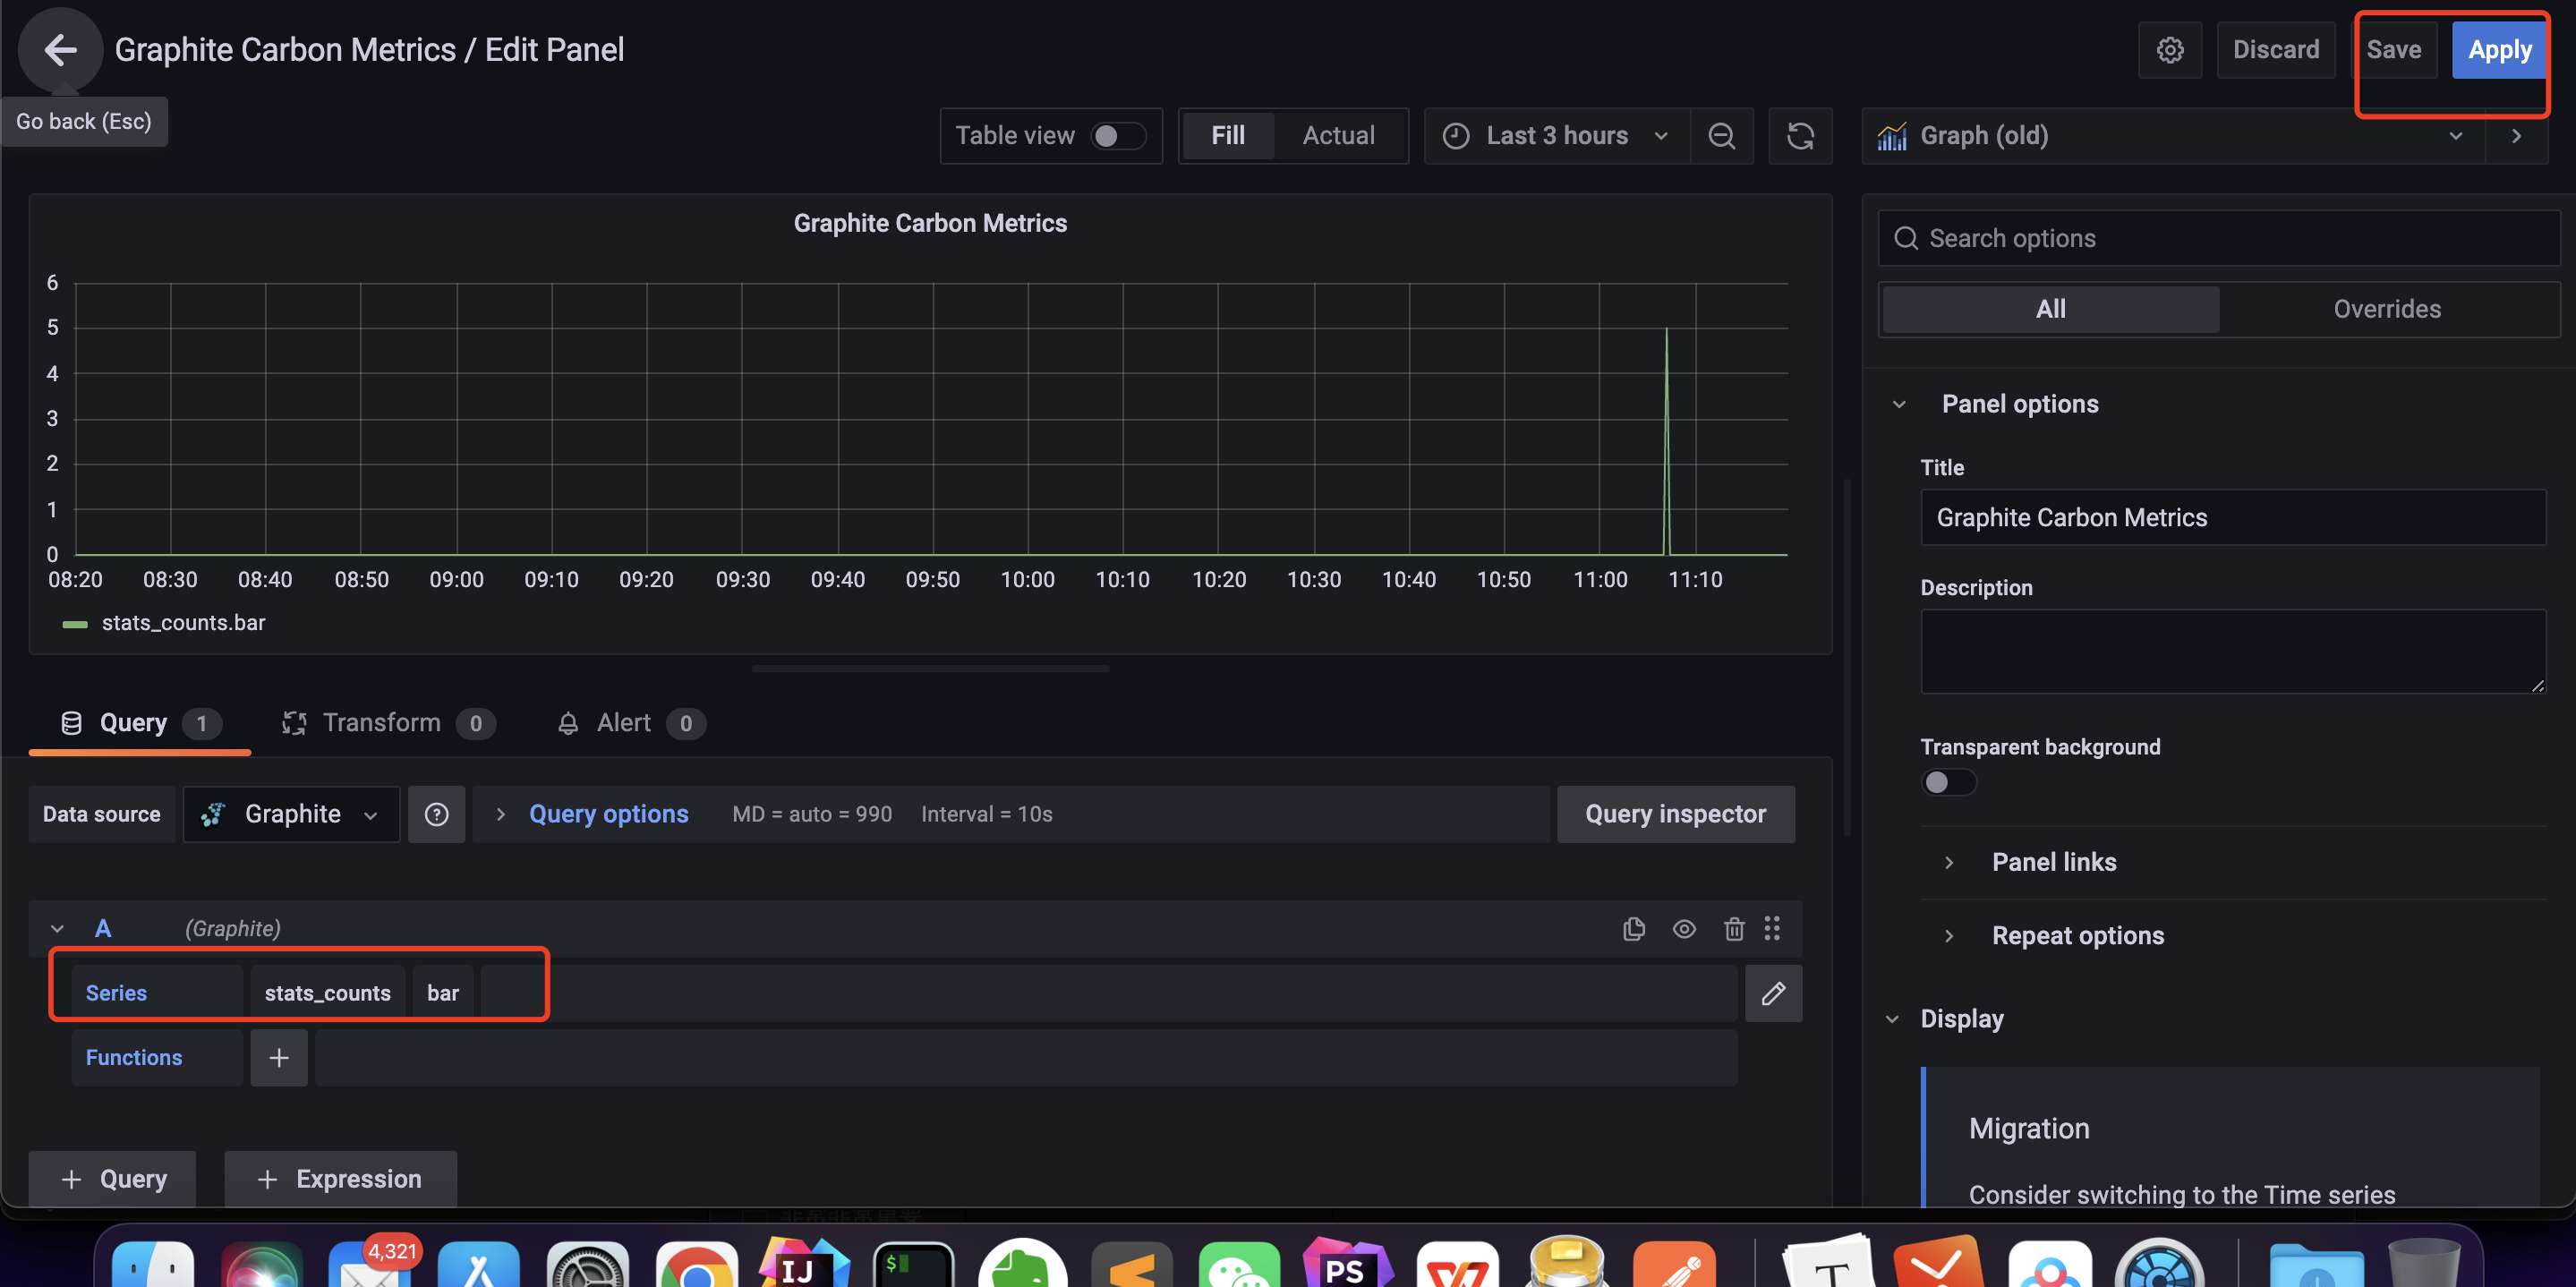 Graphite Carbon Metrics / Edit Panel
Discard
Save
Apply
Go back (Esc)
Table view
Fill
Actual
Last 3 hours
Graph (old)
Graphite Carbon Metrics
6
5
4
3
2
1
0
08:20 08:30 08:40 08:50 09:00 09:10 09:20 09:30 09:40 09:50 10:00 10:10 10:20 10:30 10:40 10:50 11:00 11:10
stats_counts.bar
Search options
All
Overrides
Panel options
Title
Graphite Carbon Metrics
Description
Transparent background
Panel links
Repeat options
Display
Migration
Consider switching to the Time series
Query 1
Transform 0
Alert 0
Data source
Graphite
Query options
MD = auto = 990
Interval = 10s
Query inspector
A
(Graphite)
Series
stats_counts
bar
Functions
+
+ Query
+ Expression
4,321
IJ
$
PS
T